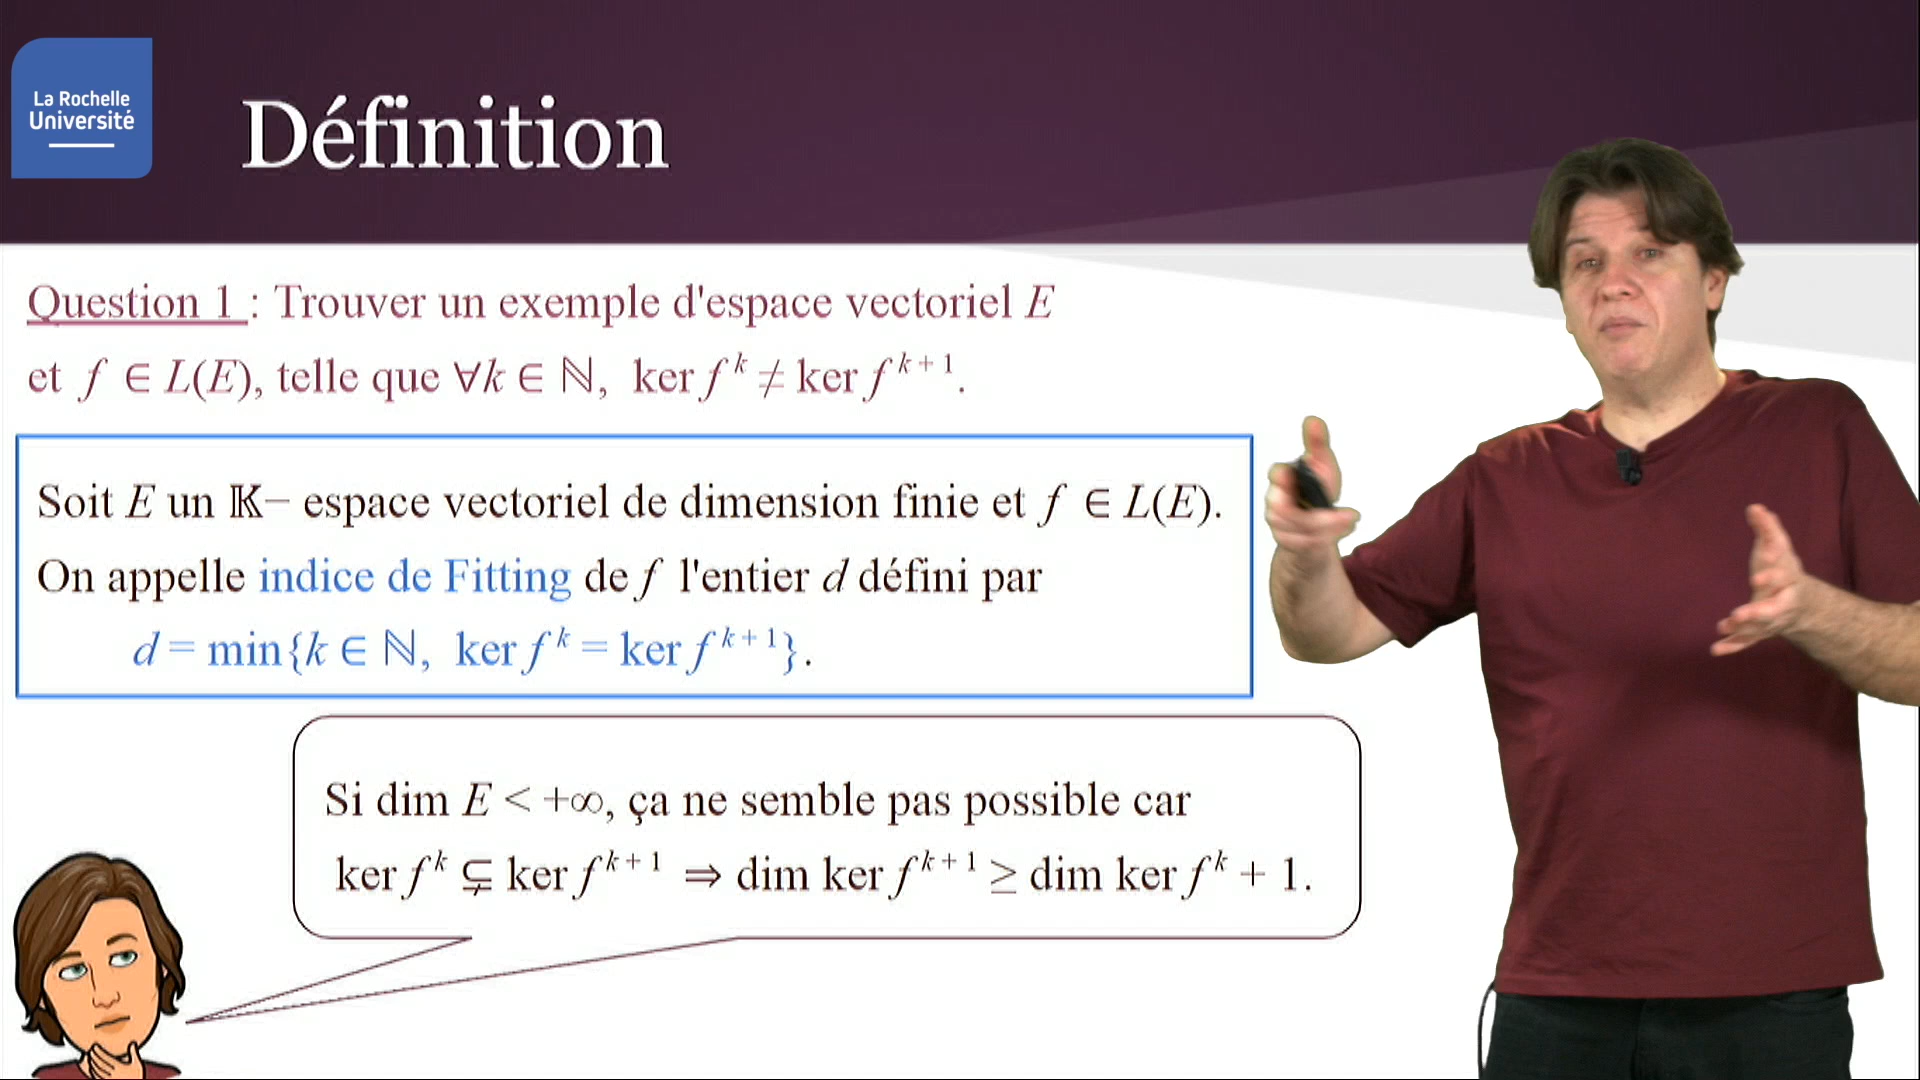 La Rochelle
Université
Définition
Question 1 : Trouver un exemple d'espace vectoriel E
et f ∈ L(E), telle que ∀k ∈ ℕ, ker f^k ≠ ker f^{k+1}.
Soit E un 𝕂– espace vectoriel de dimension finie et f ∈ L(E).
On appelle indice de Fitting de f l'entier d défini par
d = min{k ∈ ℕ, ker f^k = ker f^{k+1}}.
Si dim E < +∞, ça ne semble pas possible car
ker f^k ⊊ ker f^{k+1} ⇒ dim ker f^{k+1} ≥ dim ker f^k + 1.